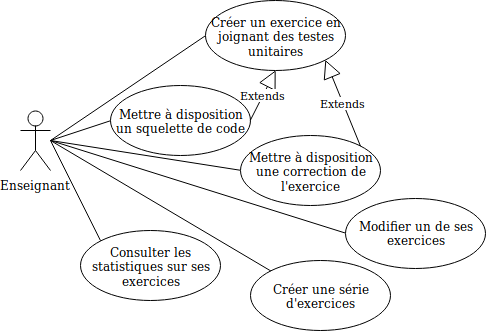 Créer un exercice en
joignant des testes
unitaires
Extends
Extends
Mettre à disposition
un squelette de code
Mettre à disposition
une correction de
l'exercice
Enseignant
Modifier un de ses
exercices
Consulter les
statistiques sur ses
exercices
Créer une série
d'exercices